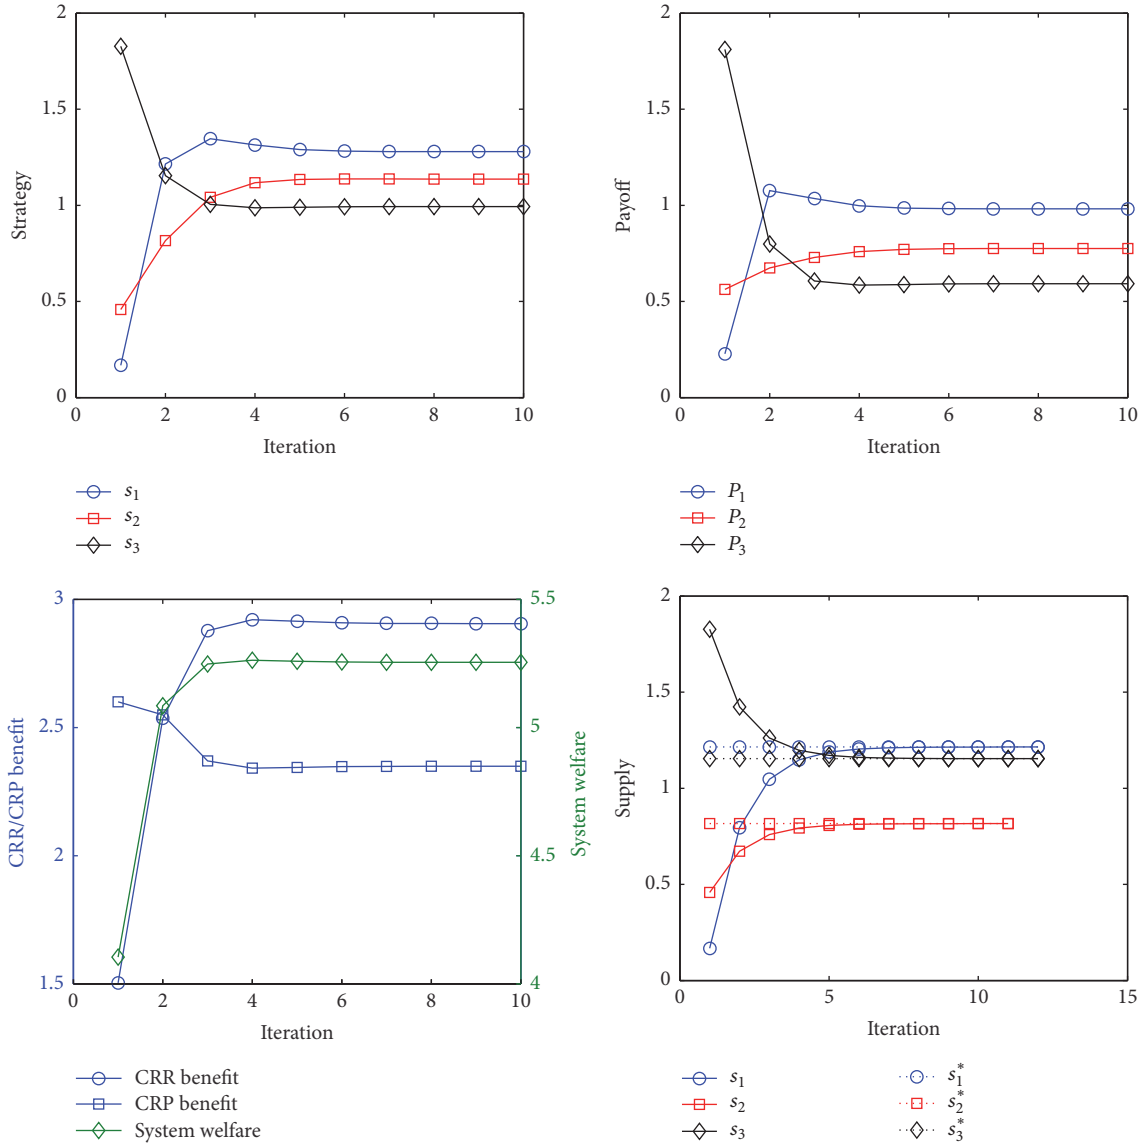 2
1.5
1
0.5
0
Strategy
0 2 4 6 8 10
Iteration
s1
s2
s3
2
1.5
1
0.5
0
Payoff
0 2 4 6 8 10
Iteration
P1
P2
P3
3
2.5
2
1.5
CRR/CRP benefit
5.5
5
4.5
4
System welfare
0 2 4 6 8 10
Iteration
CRR benefit
CRP benefit
System welfare
2
1.5
1
0.5
0
Supply
0 5 10 15
Iteration
s1
s2
s3
s1*
s2*
s3*